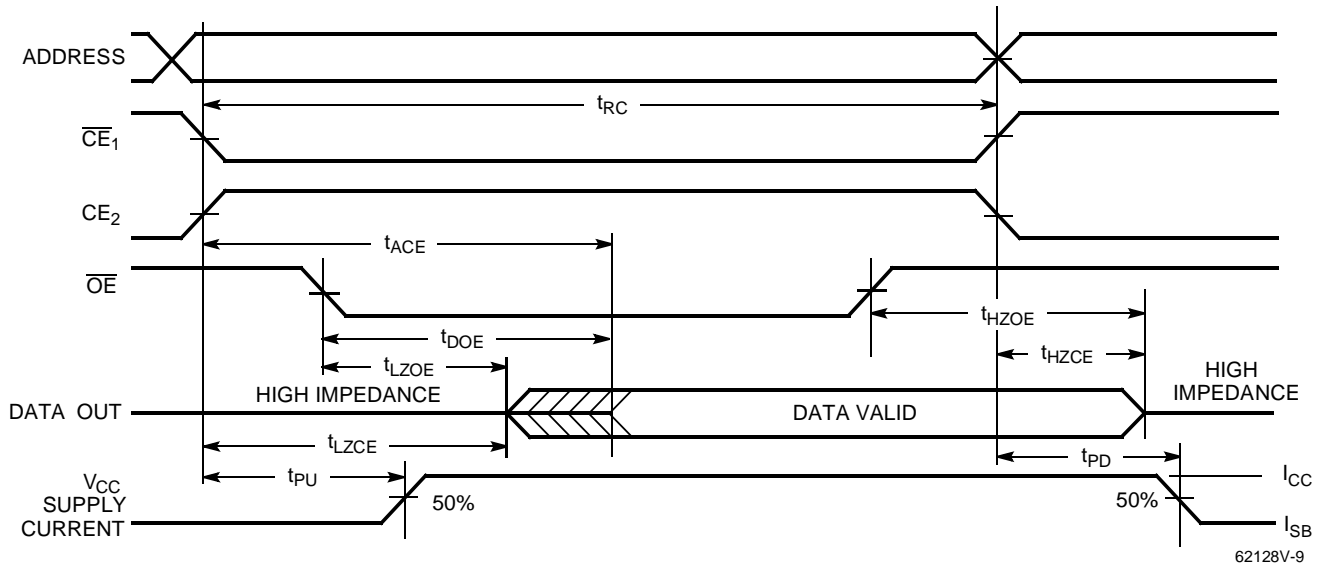 ADDRESS
tRC
CE1
CE2
tACE
OE
tHZOE
tDOE
tHZCE
tLZOE
HIGH IMPEDANCE
HIGH
IMPEDANCE
DATA OUT
DATA VALID
tLZCE
tPD
tPU
VCC
SUPPLY
CURRENT
50%
50%
ICC
ISB
62128V-9